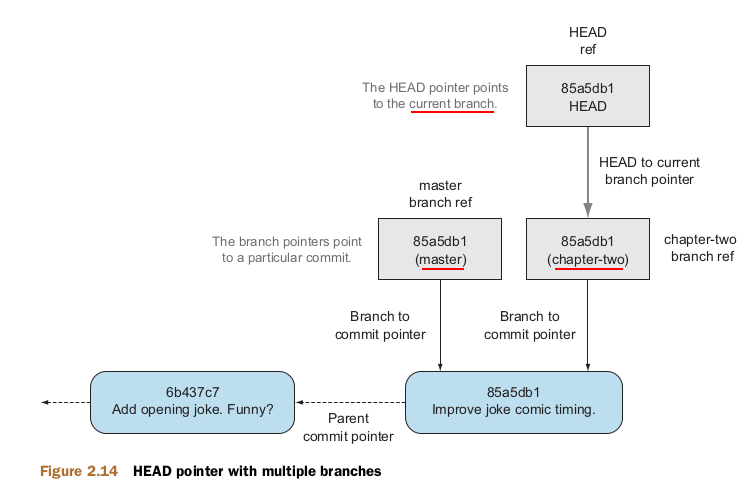 HEAD
ref
The HEAD pointer points
to the current branch.
85a5db1
HEAD
HEAD to current
branch pointer
master
branch ref
The branch pointers point
to a particular commit.
85a5db1
(master)
85a5db1
(chapter-two)
chapter-two
branch ref
Branch to
commit pointer
Branch to
commit pointer
6b437c7
Add opening joke. Funny?
Parent
commit pointer
85a5db1
Improve joke comic timing.
Figure 2.14 HEAD pointer with multiple branches